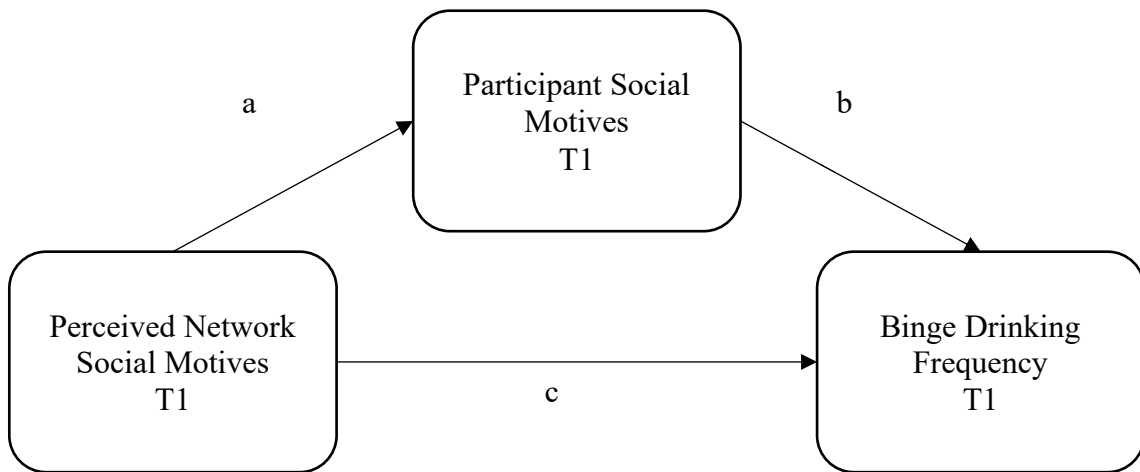 a
Participant Social
Motives
T1
b
Perceived Network
Social Motives
T1
c
Binge Drinking
Frequency
T1